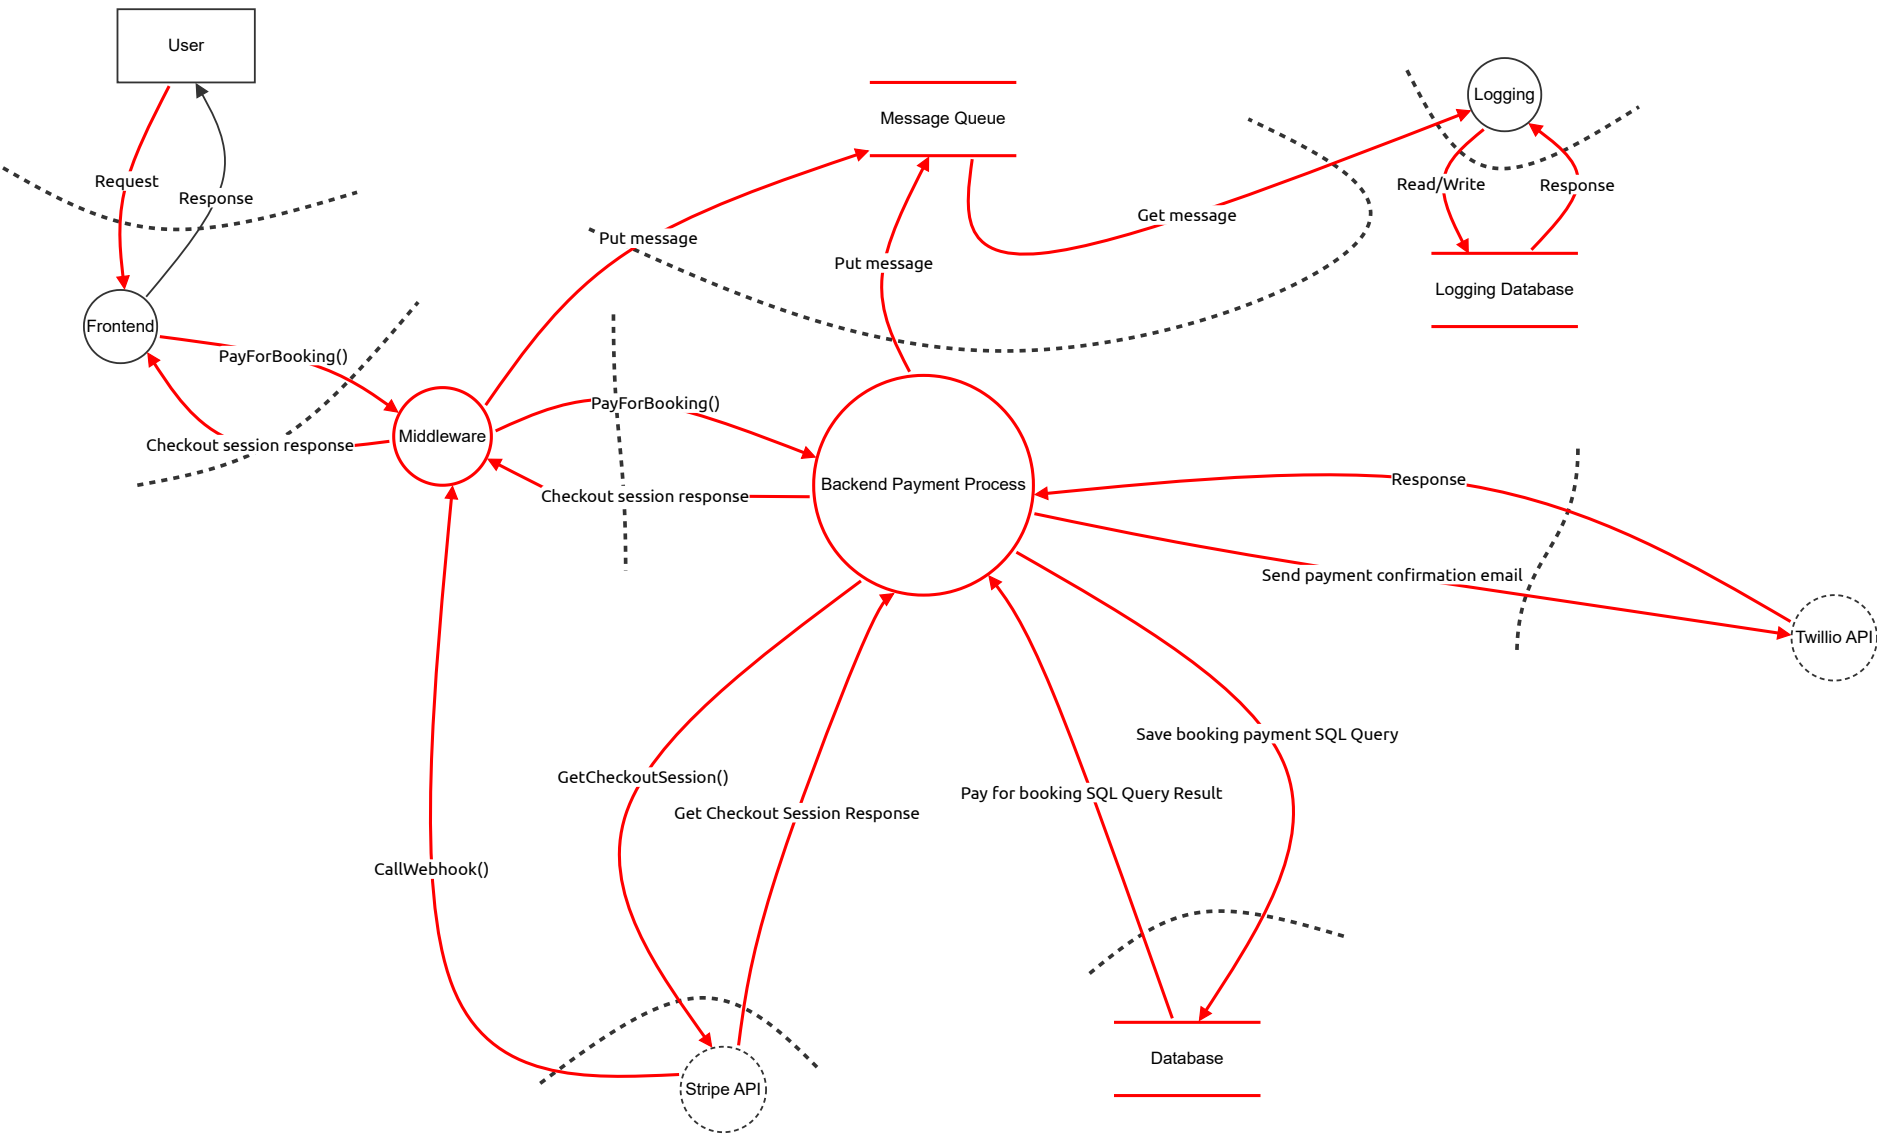 User
Message Queue
Logging
Request
Response
Read/Write
Response
Get message
Put message
Put message
Logging Database
Frontend
PayForBooking()
PayForBooking()
Middleware
Checkout session response
Backend Payment Process
Checkout session response
Response
Send payment confirmation email
Twillio API
Save booking payment SQL Query
GetCheckoutSession()
Pay for booking SQL Query Result
Get Checkout Session Response
CallWebhook()
Database
Stripe API